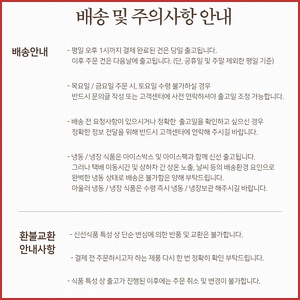 배송 및 주의사항 안내
배송안내
- 평일 오후 1시까지 결제 완료된 건은 당일 출고됩니다.
이후 주문 건은 다음날에 출고됩니다. (단, 공휴일 및 주말 제외한 평일 기준)
- 목요일 / 금요일 주문 시, 토요일 수령 불가하실 경우
반드시 문의글 작성 또는 고객센터에 사전 연락하셔야 출고일 조정 가능합니다.
- 배송 전 요청사항이 있으시거나 정확한 출고일을 확인하고 싶으신 경우
정확한 정보 전달을 위해 반드시 고객센터에 연락해 주시길 바랍니다.
- 냉동 / 냉장 식품은 아이스박스 및 아이스팩과 함께 신선 출고됩니다.
그러나 택배 이동시간 및 상하차 간 상온 노출, 날씨 등의 배송환경 요인으로
완벽한 냉동 상태로 배송은 불가함은 양해 부탁드립니다.
아울러 냉동 / 냉장 식품은 수령 즉시 냉동 / 냉장보관 해주시길 바랍니다.
환불교환
안내사항
- 신선식품 특성 상 단순 변심에 의한 반품 및 교환은 불가합니다.
- 결제 전 주문하시고자 하는 제품 다시 한 번 정확히 확인 부탁드립니다.
- 식품 특성 상 출고가 진행된 이후에는 주문 취소 및 변경이 불가합니다.